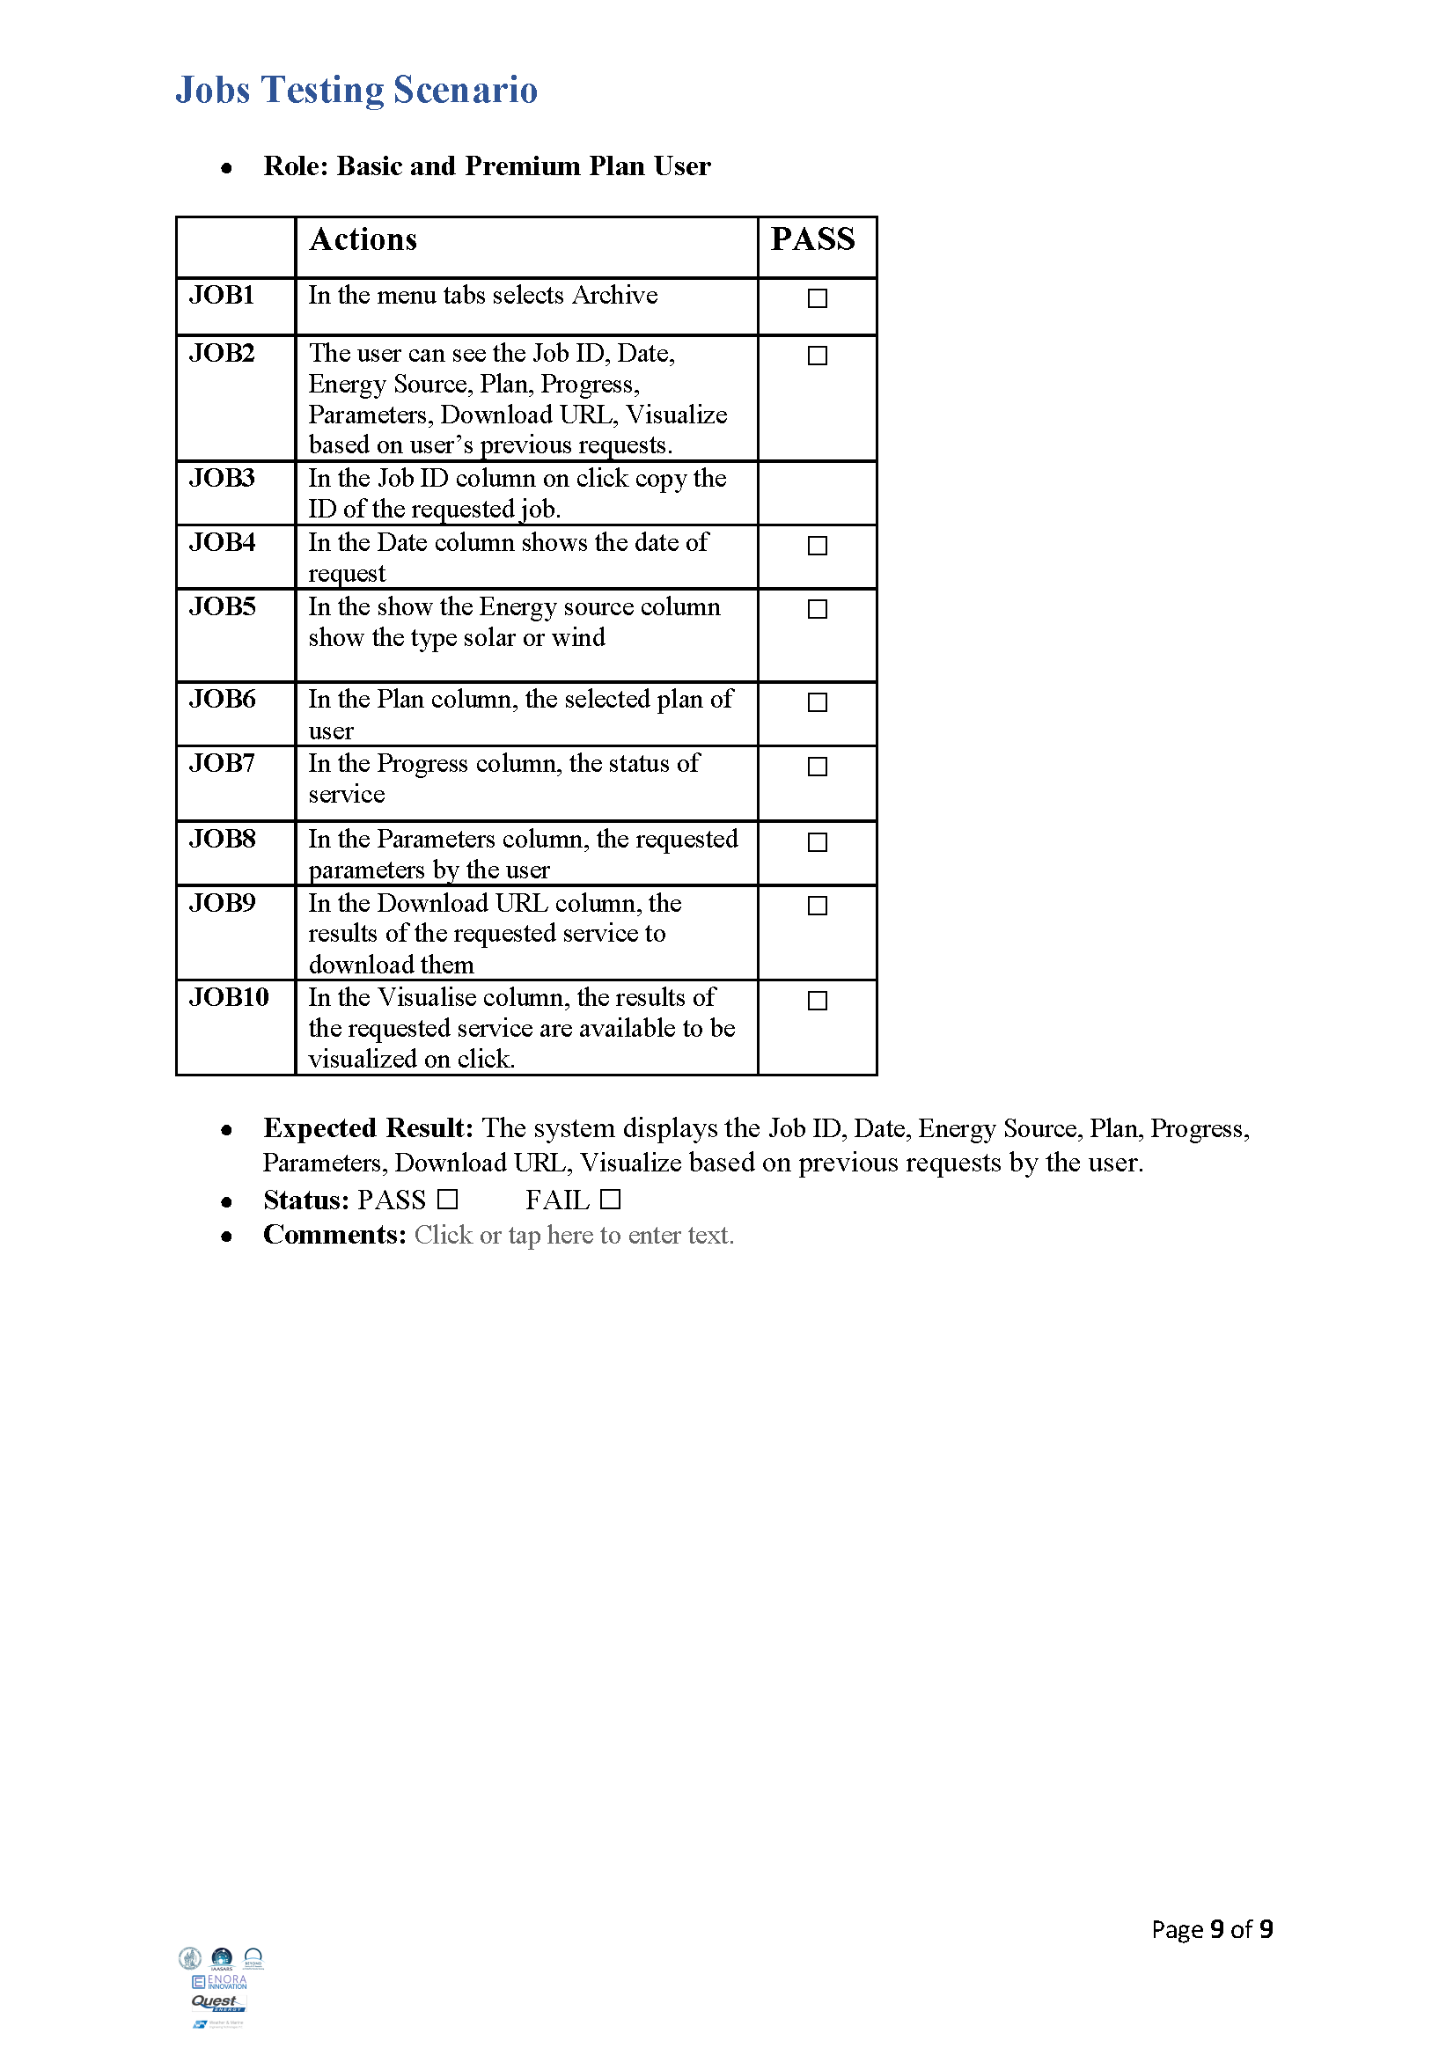 Jobs Testing Scenario
● Role: Basic and Premium Plan User
Actions PASS
JOB1 In the menu tabs selects Archive ☐
JOB2 The user can see the Job ID, Date, ☐
Energy Source, Plan, Progress,
Parameters, Download URL, Visualize
based on user’s previous requests.
JOB3 In the Job ID column on click copy the
ID of the requested job.
JOB4 In the Date column shows the date of ☐
request
JOB5 In the show the Energy source column ☐
show the type solar or wind
JOB6 In the Plan column, the selected plan of ☐
user
JOB7 In the Progress column, the status of ☐
service
JOB8 In the Parameters column, the requested ☐
parameters by the user
JOB9 In the Download URL column, the ☐
results of the requested service to
download them
JOB10 In the Visualise column, the results of ☐
the requested service are available to be
visualized on click.
● Expected Result: The system displays the Job ID, Date, Energy Source, Plan, Progress,
Parameters, Download URL, Visualize based on previous requests by the user.
● Status: PASS ☐ FAIL ☐
● Comments: Click or tap here to enter text.
Page 9 of 9
IAASARS
ENORA
INNOVATION
Quest
ENERGY